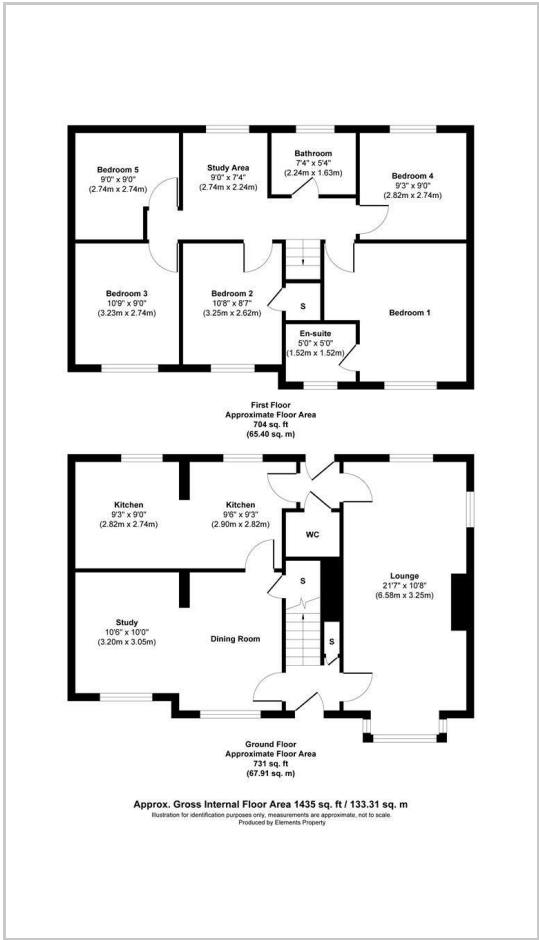 Bedroom 5
9'0" x 9'0"
(2.74m x 2.74m)
Study Area
9'0" x 7'4"
(2.74m x 2.24m)
Bathroom
7'4" x 5'4"
(2.24m x 1.63m)
Bedroom 4
9'3" x 9'0"
(2.82m x 2.74m)
Bedroom 3
10'9" x 9'0"
(3.23m x 2.74m)
Bedroom 2
10'8" x 8'7"
(3.25m x 2.62m)
S
En-suite
5'0" x 5'0"
(1.52m x 1.52m)
Bedroom 1
First Floor
Approximate Floor Area
704 sq. ft
(65.40 sq. m)
Kitchen
9'3" x 9'0"
(2.82m x 2.74m)
Kitchen
9'6" x 9'3"
(2.90m x 2.82m)
WC
Lounge
21'7" x 10'8"
(6.58m x 3.25m)
Study
10'6" x 10'0"
(3.20m x 3.05m)
Dining Room
S
S
Ground Floor
Approximate Floor Area
731 sq. ft
(67.91 sq. m)
Approx. Gross Internal Floor Area 1435 sq. ft / 133.31 sq. m
Illustration for identification purposes only, measurements are approximate, not to scale.
Produced by Elements Property